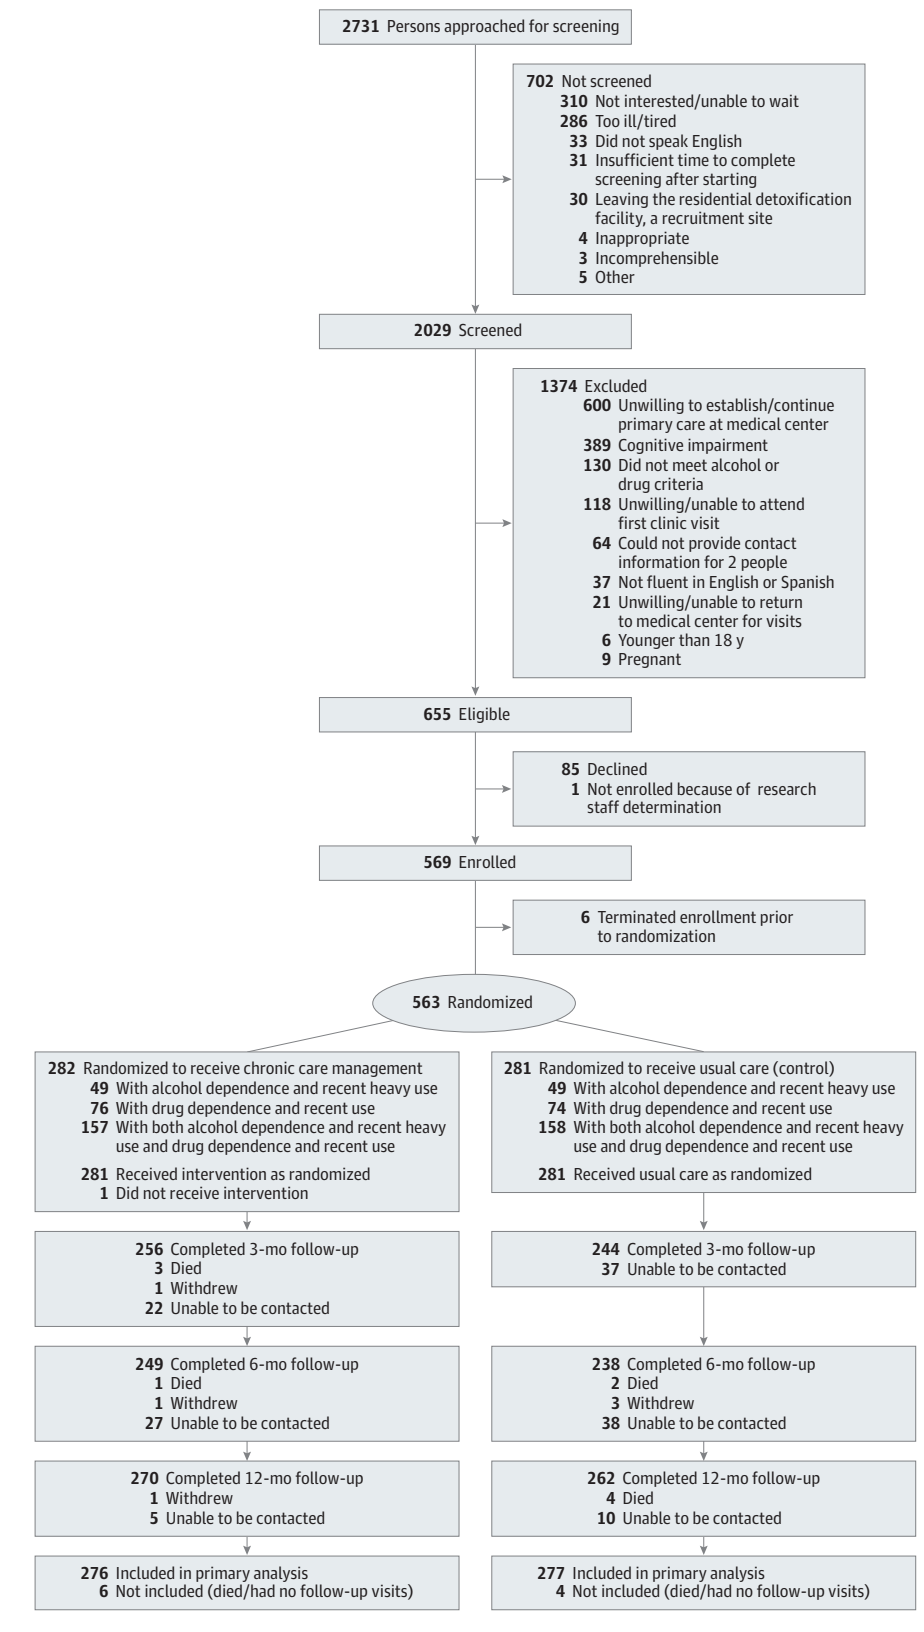 2731 Persons approached for screening
702 Not screened
310 Not interested/unable to wait
286 Too ill/tired
33 Did not speak English
31 Insufficient time to complete
screening after starting
30 Leaving the residential detoxification
facility, a recruitment site
4 Inappropriate
3 Incomprehensible
5 Other
2029 Screened
1374 Excluded
600 Unwilling to establish/continue
primary care at medical center
389 Cognitive impairment
130 Did not meet alcohol or
drug criteria
118 Unwilling/unable to attend
first clinic visit
64 Could not provide contact
information for 2 people
37 Not fluent in English or Spanish
21 Unwilling/unable to return
to medical center for visits
6 Younger than 18 y
9 Pregnant
655 Eligible
85 Declined
1 Not enrolled because of research
staff determination
569 Enrolled
6 Terminated enrollment prior
to randomization
563 Randomized
282 Randomized to receive chronic care management
49 With alcohol dependence and recent heavy use
76 With drug dependence and recent use
157 With both alcohol dependence and recent heavy
use and drug dependence and recent use
281 Received intervention as randomized
1 Did not receive intervention
281 Randomized to receive usual care (control)
49 With alcohol dependence and recent heavy use
74 With drug dependence and recent use
158 With both alcohol dependence and recent heavy
use and drug dependence and recent use
281 Received usual care as randomized
256 Completed 3-mo follow-up
3 Died
1 Withdrew
22 Unable to be contacted
244 Completed 3-mo follow-up
37 Unable to be contacted
249 Completed 6-mo follow-up
1 Died
1 Withdrew
27 Unable to be contacted
238 Completed 6-mo follow-up
2 Died
3 Withdrew
38 Unable to be contacted
270 Completed 12-mo follow-up
1 Withdrew
5 Unable to be contacted
262 Completed 12-mo follow-up
4 Died
10 Unable to be contacted
276 Included in primary analysis
6 Not included (died/had no follow-up visits)
277 Included in primary analysis
4 Not included (died/had no follow-up visits)